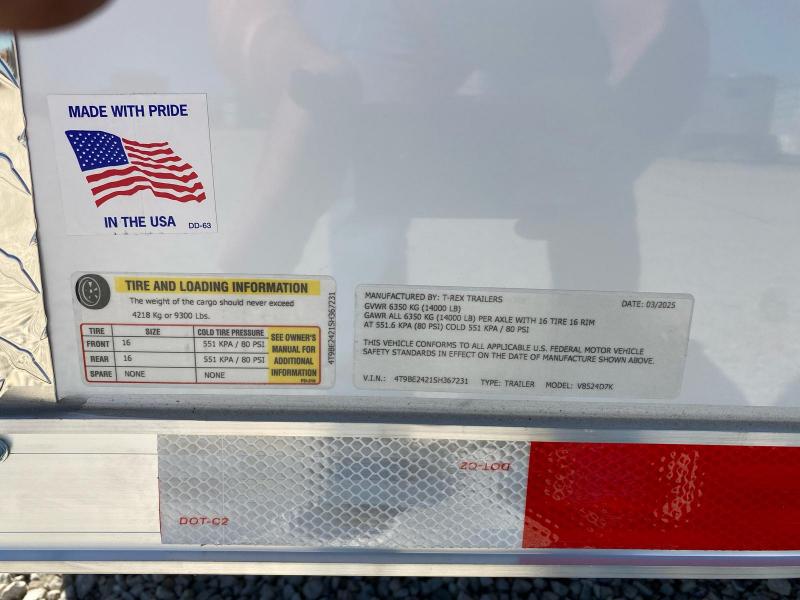 MADE WITH PRIDE
IN THE USA
DD-63
TIRE AND LOADING INFORMATION
The weight of the cargo should never exceed
4218 Kg or 9300 Lbs.
TIRE SIZE COLD TIRE PRESSURE
FRONT 16 551 KPA / 80 PSI
REAR 16 551 KPA / 80 PSI
SPARE NONE NONE
SEE OWNER'S
MANUAL FOR
ADDITIONAL
INFORMATION
4T9BE2421SH367231
MANUFACTURED BY: T-REX TRAILERS DATE: 03/2025
GVWR 6350 KG (14000 LB)
GAWR ALL 6350 KG (14000 LB) PER AXLE WITH 16 TIRE 16 RIM
AT 551.6 KPA (80 PSI) COLD 551 KPA / 80 PSI
THIS VEHICLE CONFORMS TO ALL APPLICABLE U.S. FEDERAL MOTOR VEHICLE
SAFETY STANDARDS IN EFFECT ON THE DATE OF MANUFACTURE SHOWN ABOVE.
V.I.N.: 4T9BE2421SH367231 TYPE: TRAILER MODEL: V8524D7K
DOT-C2
DOT-C2